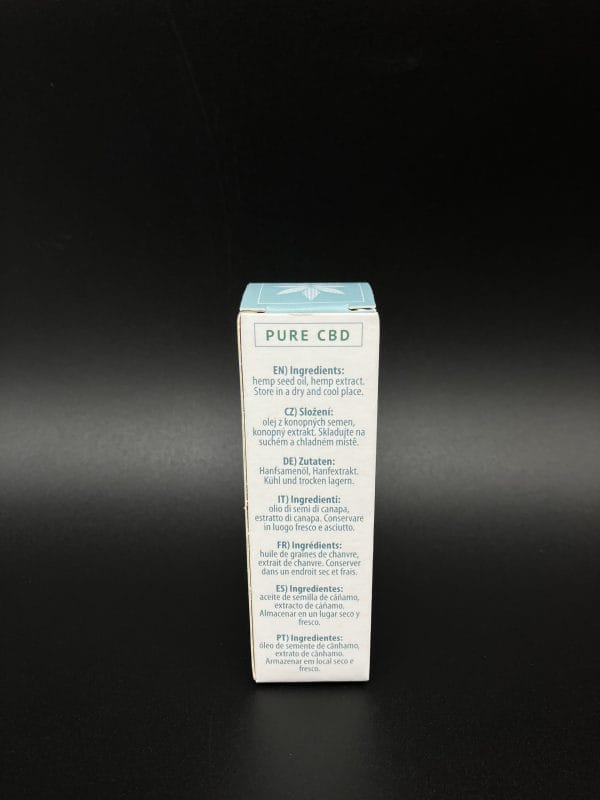 PURE CBD
EN) Ingredients:
hemp seed oil, hemp extract.
Store in a dry and cool place.
CZ) Složení:
olej z konopných semen,
konopný extrakt. Skladujte na
suchém a chladném místě.
DE) Zutaten:
Hanfsamenöl, Hanfextrakt.
Kühl und trocken lagern.
IT) Ingredienti:
olio di semi di canapa,
estratto di canapa. Conservare
in luogo fresco e asciutto.
FR) Ingrédients:
huile de graines de chanvre,
extrait de chanvre. Conserver
dans un endroit sec et frais.
ES) Ingredientes:
aceite de semilla de cáñamo,
extracto de cáñamo.
Almacenar en un lugar seco y
fresco.
PT) Ingredientes:
óleo de semente de cânhamo,
extrato de cânhamo.
Armazenar em local seco e
fresco.